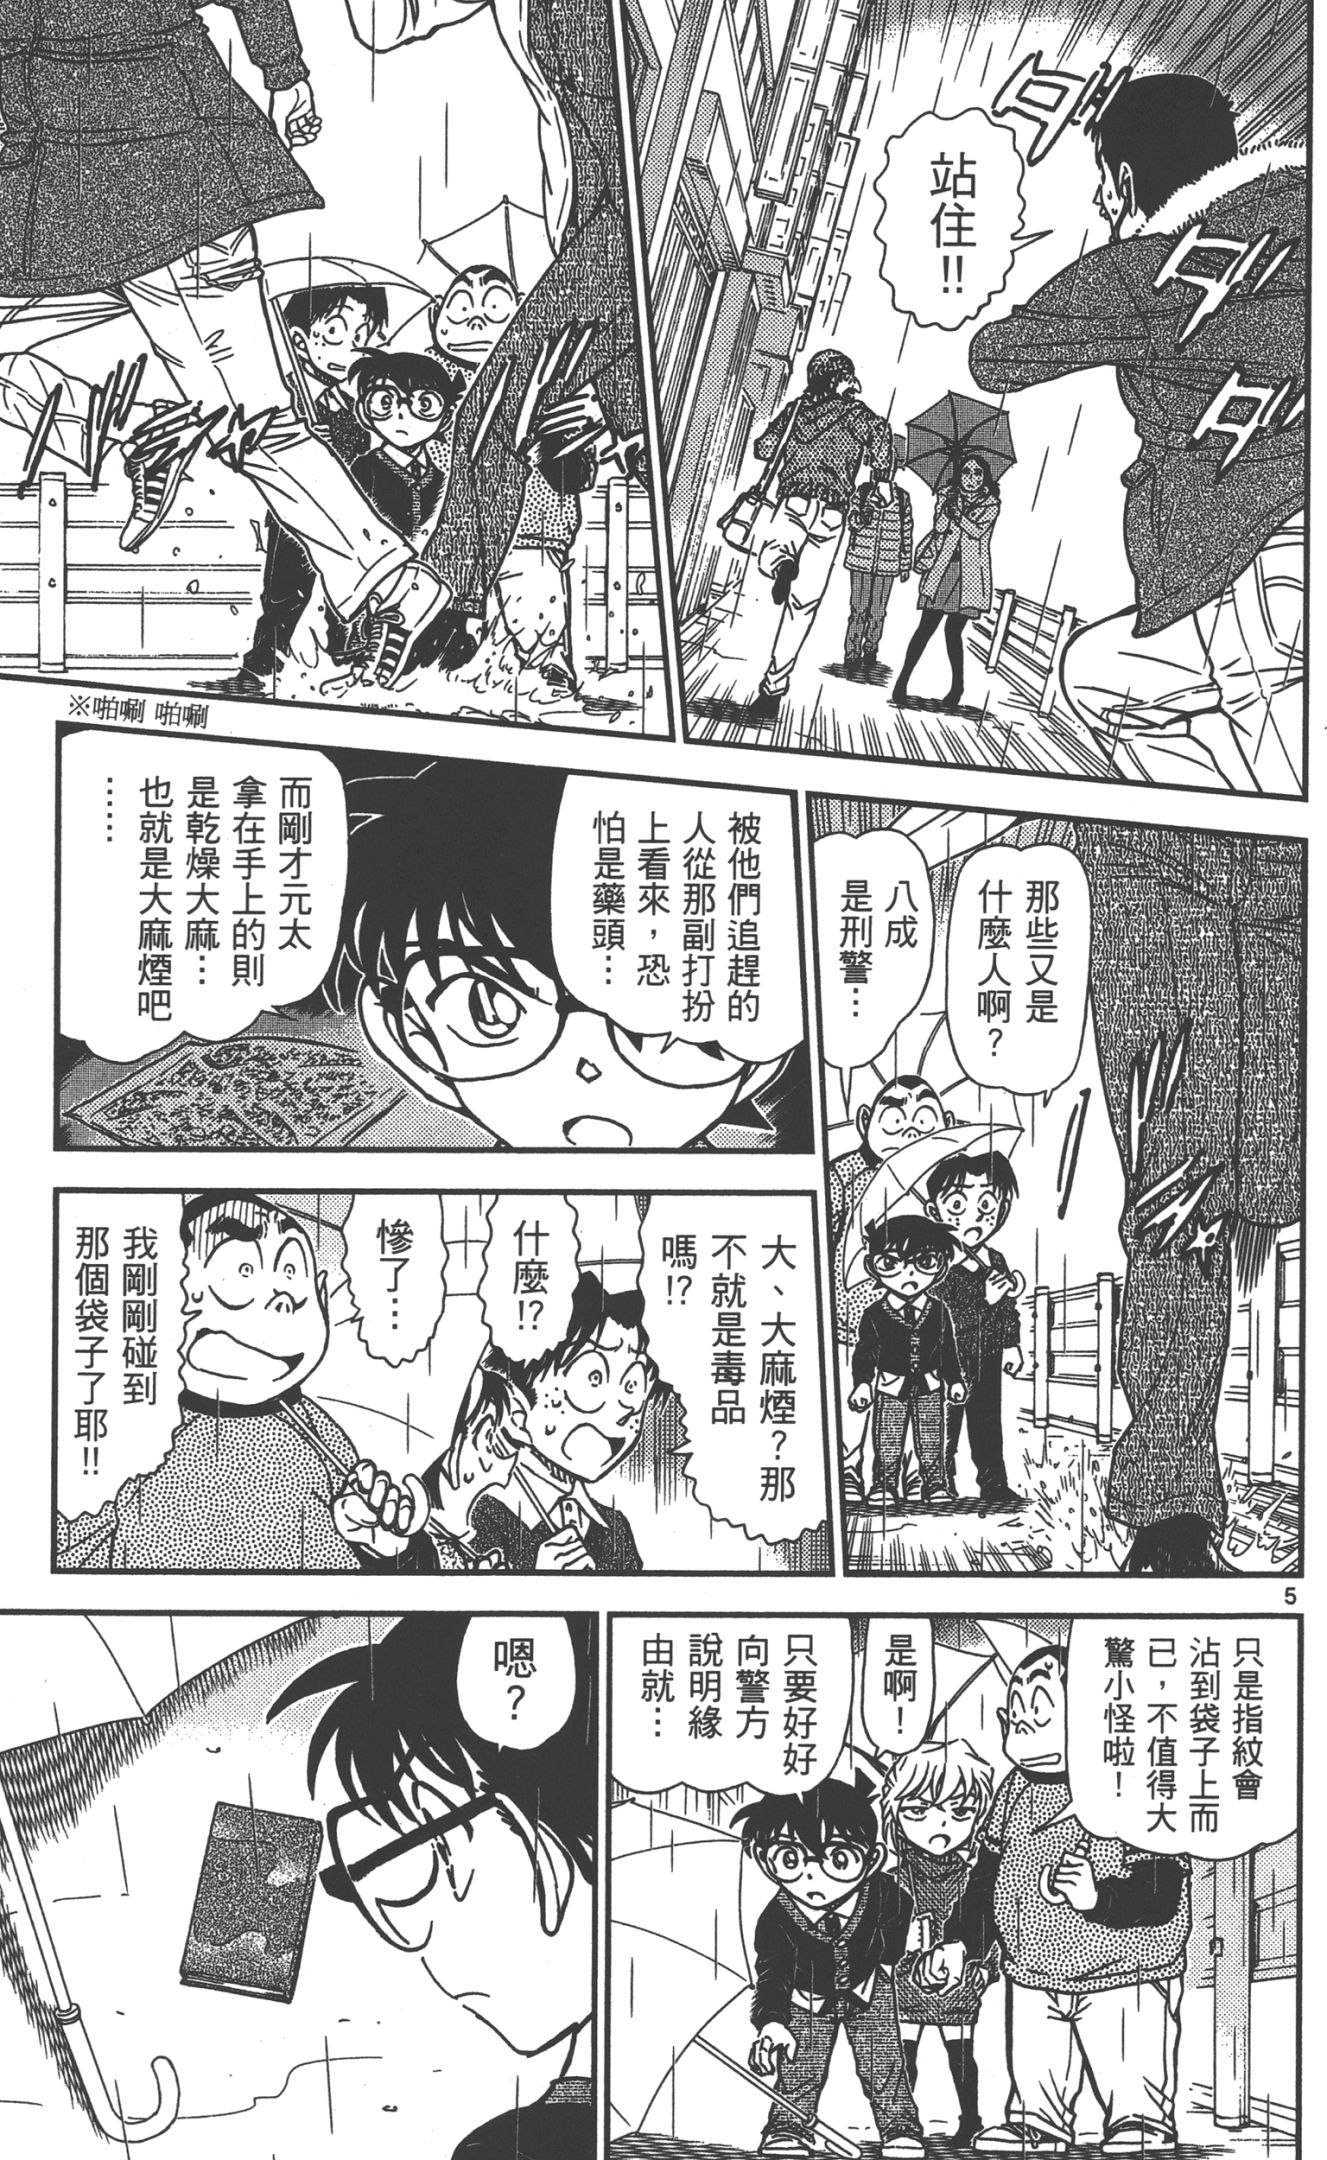 站
住!!
ダダダダ
※啪唰 啪唰
那些又是
什麼人啊?
八成
是刑警…
被他們追趕的
人從那副打扮
上看來，恐
怕是藥頭…
而剛才元太
拿在手上的則
是乾燥大麻…
也就是大麻煙吧
……
大、大麻煙?那
不就是毒品
嗎!?
什麼!?
慘了…
我剛剛碰到
那個袋子了耶!!
5
只是指紋會
沾到袋子上而
已，不值得大
驚小怪啦!
是啊!
只要好好
向警方
說明緣
由就…
嗯?